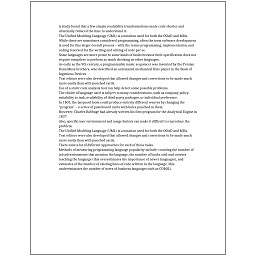 A study found that a few simple readability transformations made code shorter and
drastically reduced the time to understand it.
The Unified Modeling Language (UML) is a notation used for both the OOAD and MDA.
While these are sometimes considered programming, often the term software development
is used for this larger overall process – with the terms programming, implementation, and
coding reserved for the writing and editing of code per se.
Some languages are more prone to some kinds of faults because their specification does not
require compilers to perform as much checking as other languages.
As early as the 9th century, a programmable music sequencer was invented by the Persian
Banu Musa brothers, who described an automated mechanical flute player in the Book of
Ingenious Devices.
Text editors were also developed that allowed changes and corrections to be made much
more easily than with punched cards.
Use of a static code analysis tool can help detect some possible problems.
The choice of language used is subject to many considerations, such as company policy,
suitability to task, availability of third-party packages, or individual preference.
In 1801, the Jacquard loom could produce entirely different weaves by changing the
"program" – a series of pasteboard cards with holes punched in them.
However, Charles Babbage had already written his first program for the Analytical Engine in
1837.
Also, specific user environment and usage history can make it difficult to reproduce the
problem.
The Unified Modeling Language (UML) is a notation used for both the OOAD and MDA.
Text editors were also developed that allowed changes and corrections to be made much
more easily than with punched cards.
There exist a lot of different approaches for each of those tasks.
Methods of measuring programming language popularity include: counting the number of
job advertisements that mention the language, the number of books sold and courses
teaching the language (this overestimates the importance of newer languages), and
estimates of the number of existing lines of code written in the language (this
underestimates the number of users of business languages such as COBOL).